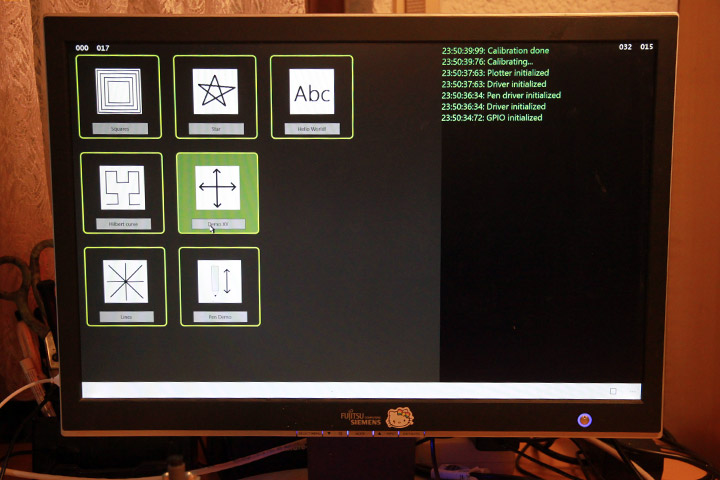 000 017
032 015
Squares
Star
Abc
Hello World!
Hilbert curve
Demo XY
Lines
Pen Demo
23:50:39:99: Calibration done
23:50:39:76: Calibrating...
23:50:37:63: Plotter initialized
23:50:37:63: Driver initialized
23:50:36:34: Pen driver initialized
23:50:36:34: Driver initialized
23:50:34:72: GPIO initialized
FUJITSU COMPUTERS
SIEMENS